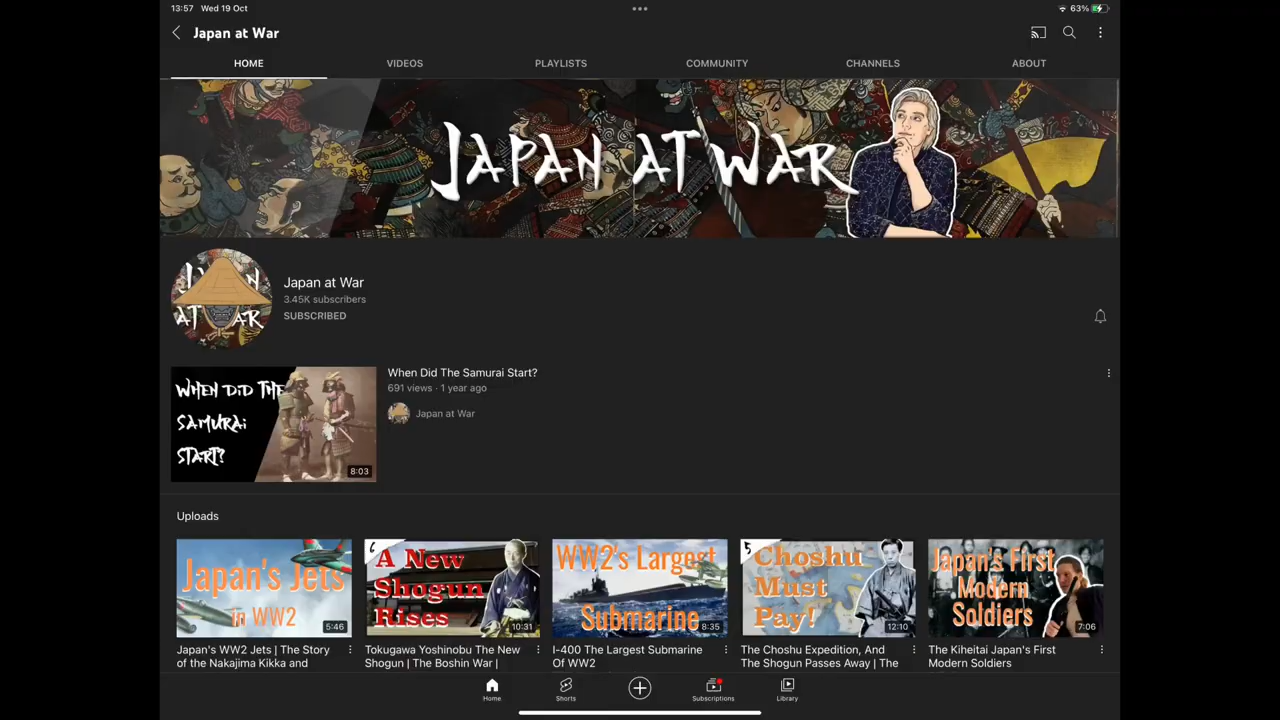 13:57 Wed 19 Oct
63%
Japan at War
HOME VIDEOS PLAYLISTS COMMUNITY CHANNELS ABOUT
JAPAN AT WAR
Japan at War
3.45K subscribers
SUBSCRIBED
When Did The Samurai Start?
691 views · 1 year ago
Japan at War
WHEN DID THE
SAMURAI
START?
8:03
Uploads
Japan's Jets
in WW2
5:46
6
A New
Shogun
Rises
10:31
WW2's Largest
Submarine
8:35
5
Choshu
Must
Pay!
12:10
Japan's First
Modern
Soldiers
7:06
Japan's WW2 Jets | The Story
of the Nakajima Kikka and
Tokugawa Yoshinobu The New
Shogun | The Boshin War |
I-400 The Largest Submarine
Of WW2
The Choshu Expedition, And
The Shogun Passes Away | The
The Kiheitai Japan's First
Modern Soldiers
Home
Shorts
Subscriptions
Library